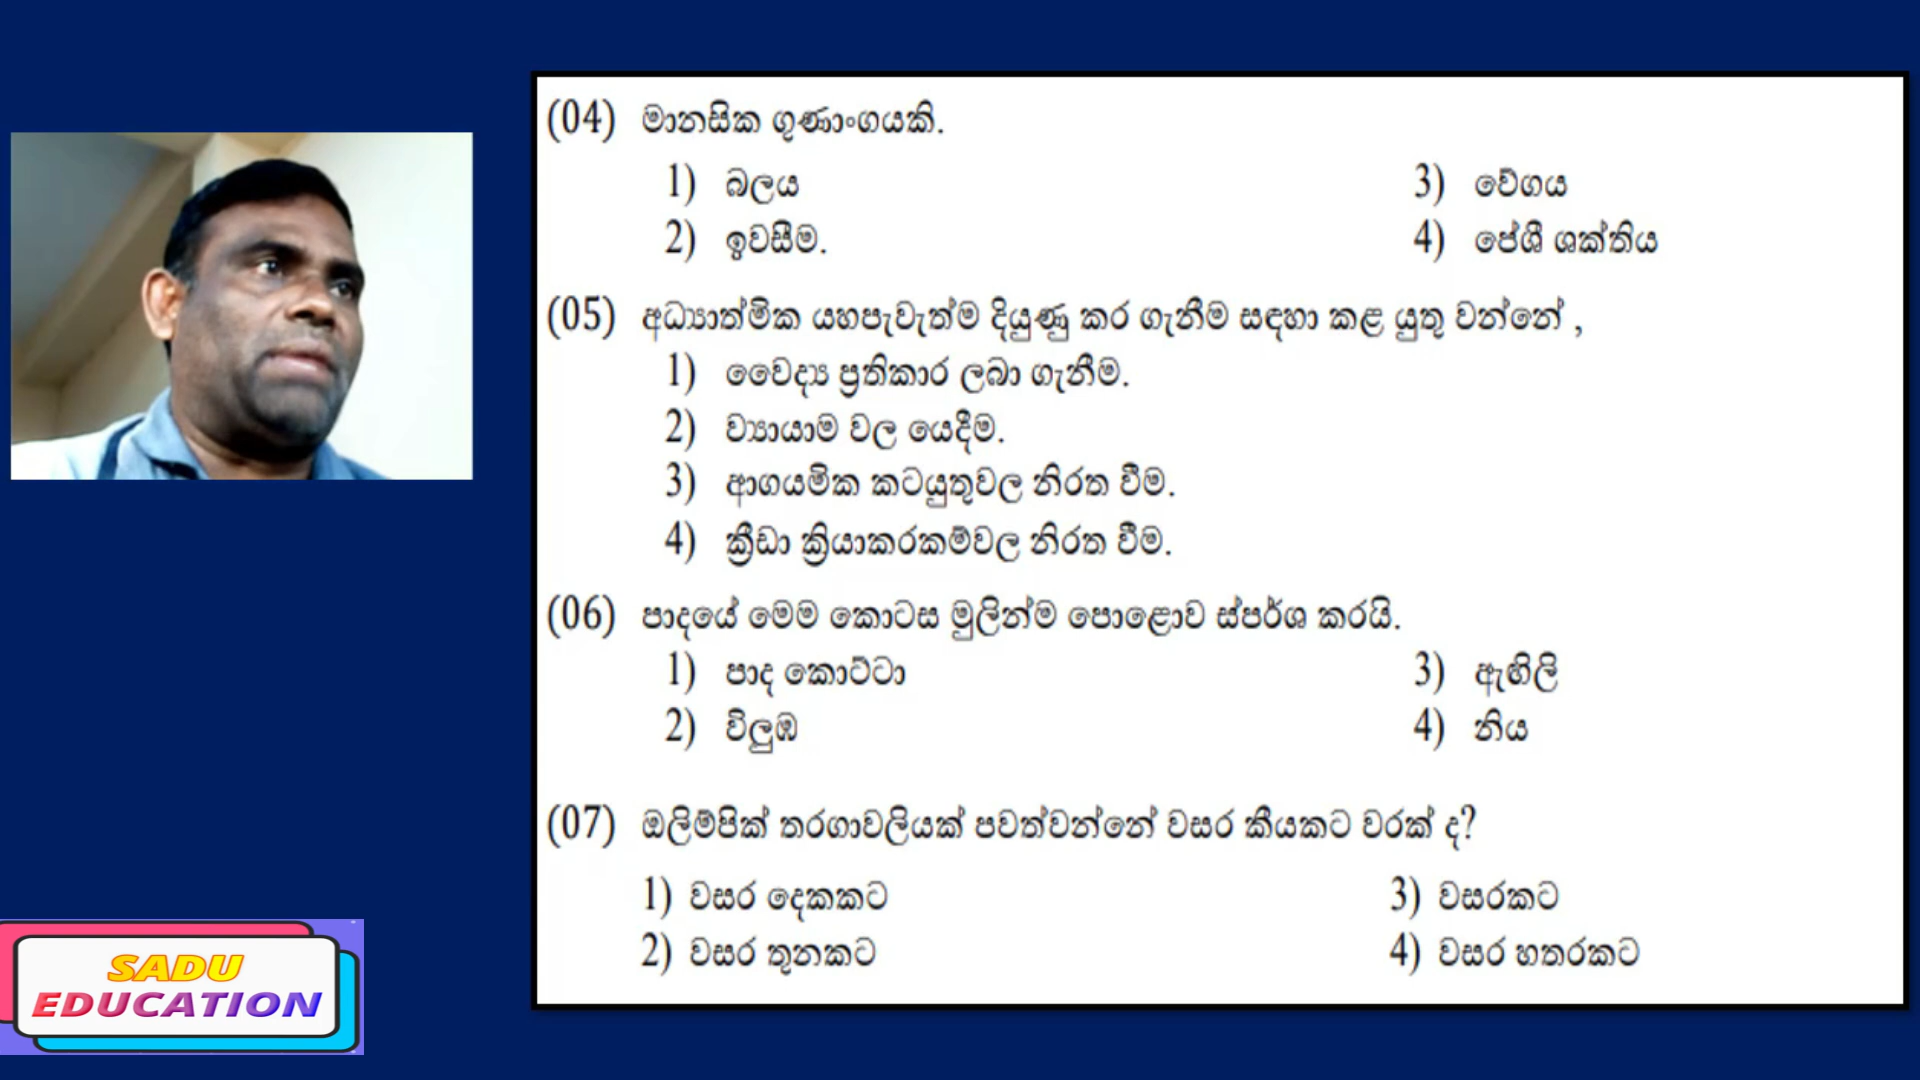 (04) මානසික ගුණාංගයකි.
1) බලය
3) වේගය
2) ඉවසීම.
4) පේශී ශක්තිය
(05) අධ්‍යාත්මික යහපැවැත්ම දියුණු කර ගැනීම සඳහා කළ යුතු වන්නේ ,
1) වෛද්‍ය ප්‍රතිකාර ලබා ගැනීම.
2) ව්‍යායාම වල යෙදීම.
3) ආගයමික කටයුතුවල නිරත වීම.
4) ක්‍රීඩා ක්‍රියාකරකම්වල නිරත වීම.
(06) පාදයේ මෙම කොටස මුලින්ම පොළොව ස්පර්ශ කරයි.
1) පාද කොට්ටා
3) ඇඟිලි
2) විලුඹ
4) නිය
(07) ඔලිම්පික් තරගාවලියක් පවත්වන්නේ වසර කීයකට වරක් ද?
1) වසර දෙකකට
3) වසරකට
2) වසර තුනකට
4) වසර හතරකට
SADU
EDUCATION